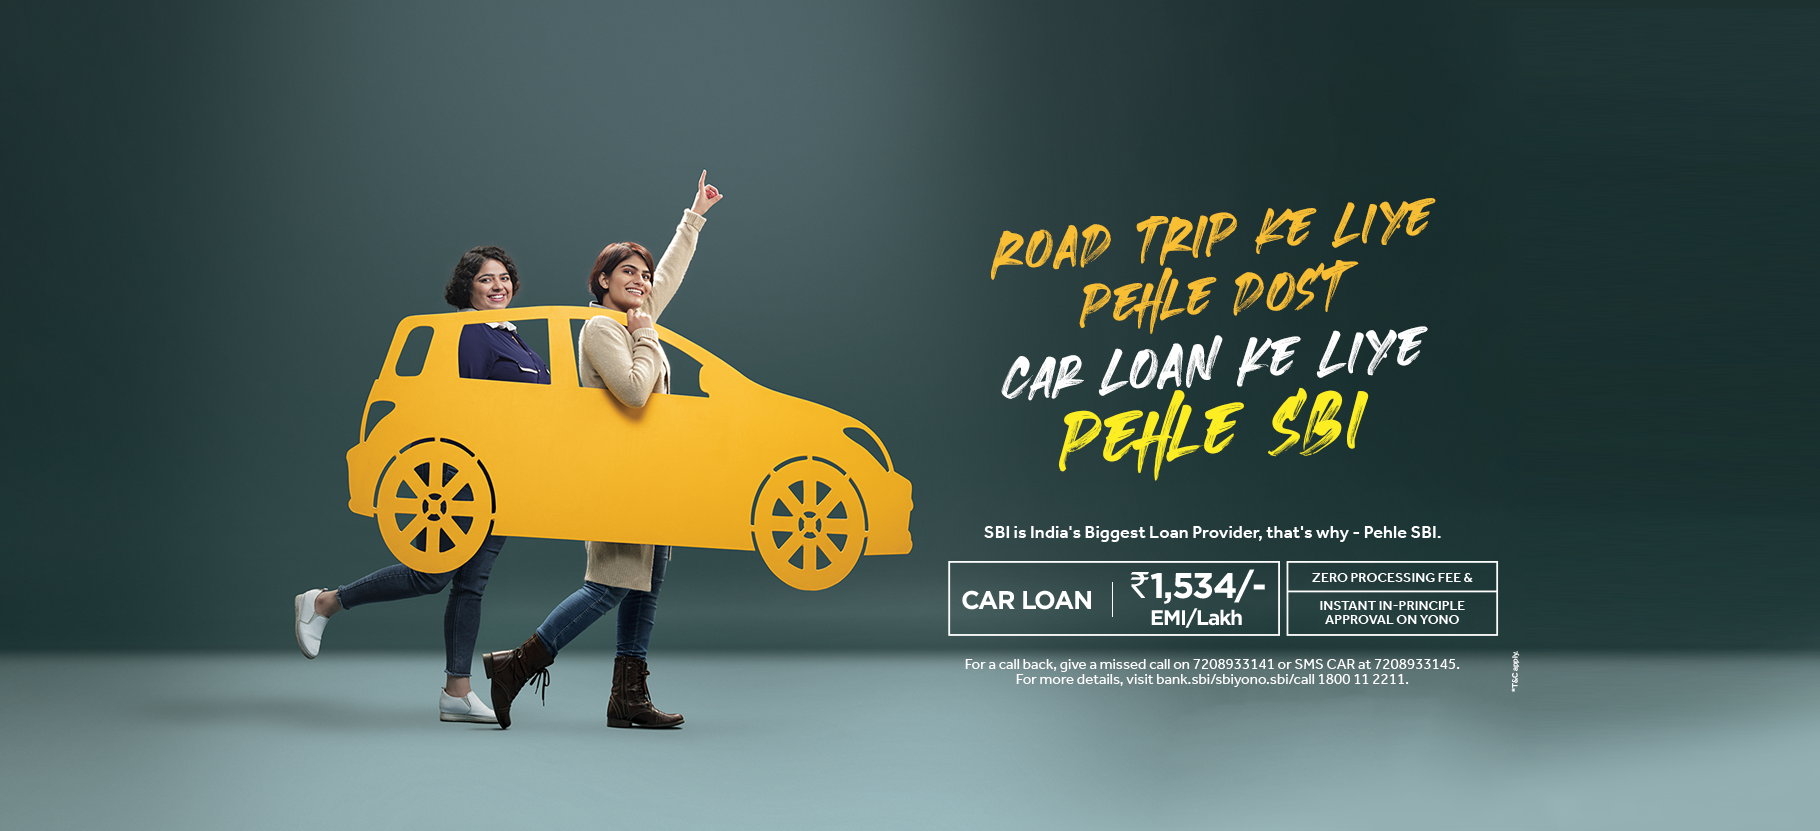 ROAD TRIP KE LIYE
PEHLE DOST
CAR LOAN KE LIYE
PEHLE SBI
SBI is India's Biggest Loan Provider, that's why - Pehle SBI.
CAR LOAN
₹1,534/-
EMI/Lakh
ZERO PROCESSING FEE &
INSTANT IN-PRINCIPLE
APPROVAL ON YONO
For a call back, give a missed call on 7208933141 or SMS CAR at 7208933145.
For more details, visit bank.sbi/sbiyono.sbi/call 1800 11 2211.
*T&C apply.